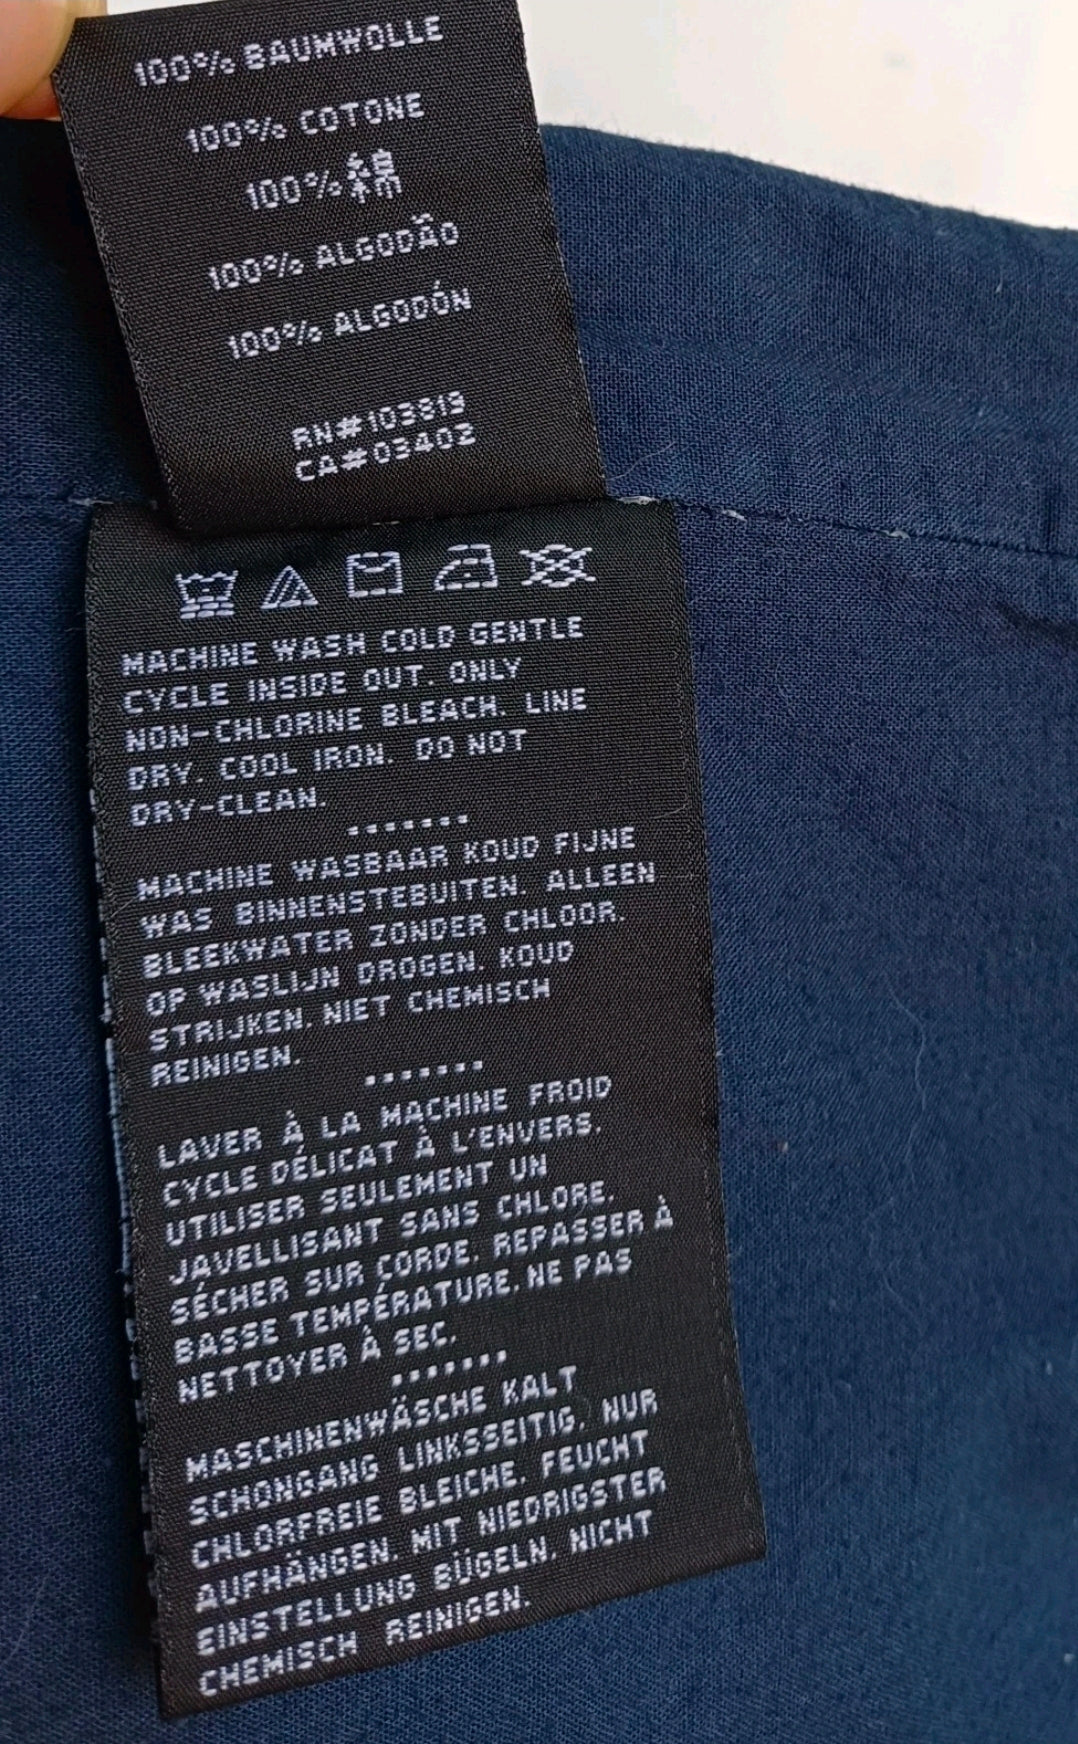 100% BAUMWOLLE
100% COTONE
100% 綿
100% ALGODÃO
100% ALGODÓN
RN#103819
CA#03402
MACHINE WASH COLD GENTLE
CYCLE INSIDE OUT. ONLY
NON-CHLORINE BLEACH. LINE
DRY. COOL IRON. DO NOT
DRY-CLEAN.
.......
MACHINE WASBAAR KOUD FIJNE
WAS BINNENSTEBUITEN. ALLEEN
BLEEKWATER ZONDER CHLOOR.
OP WASLIJN DROGEN. KOUD
STRIJKEN. NIET CHEMISCH
REINIGEN.
.......
LAVER À LA MACHINE FROID
CYCLE DÉLICAT À L'ENVERS.
UTILISER SEULEMENT UN
JAVELLISANT SANS CHLORE.
SÉCHER SUR CORDE. REPASSER À
BASSE TEMPÉRATURE. NE PAS
NETTOYER À SEC.
.......
MASCHINENWÄSCHE KALT
SCHONGANG LINKSSEITIG. NUR
CHLORFREIE BLEICHE. FEUCHT
AUFHÄNGEN. MIT NIEDRIGSTER
EINSTELLUNG BÜGELN. NICHT
CHEMISCH REINIGEN.